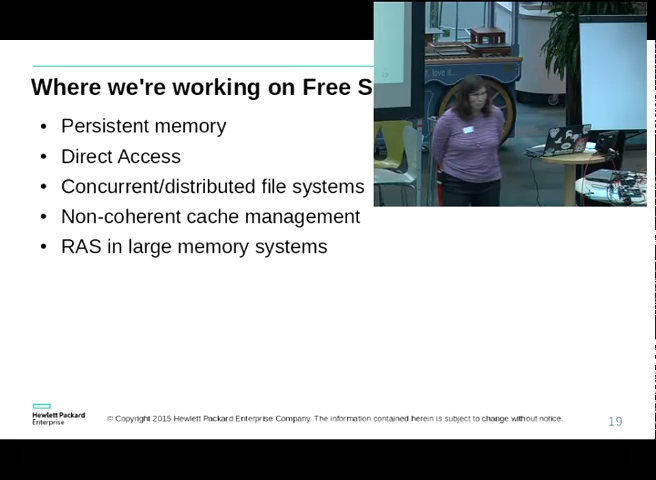 Where we're working on Free S
• Persistent memory
• Direct Access
• Concurrent/distributed file systems
• Non-coherent cache management
• RAS in large memory systems
Hewlett Packard
Enterprise
© Copyright 2015 Hewlett Packard Enterprise Company. The information contained herein is subject to change without notice.
19